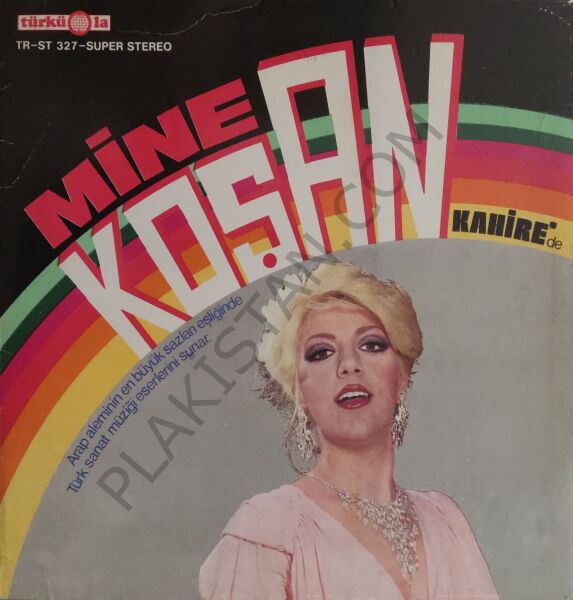 türkü la
TR-ST 327-SUPER STEREO
MİNE
KOŞAN
KAHİRE'de
Arap aleminin en büyük sazları eşliğinde
Türk sanat müziği eserlerini sunar.
PLAKISTAN.COM